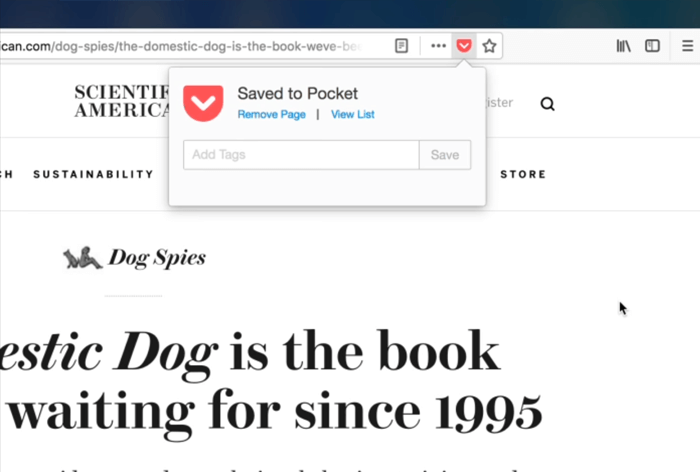 can.com/dog-spies/the-domestic-dog-is-the-book-weve-be
Saved to Pocket
Remove Page | View List
Add Tags
Save
SCIENTIF
AMERICA
ister
CH SUSTAINABILITY
STORE
Dog Spies
estic Dog is the book
waiting for since 1995